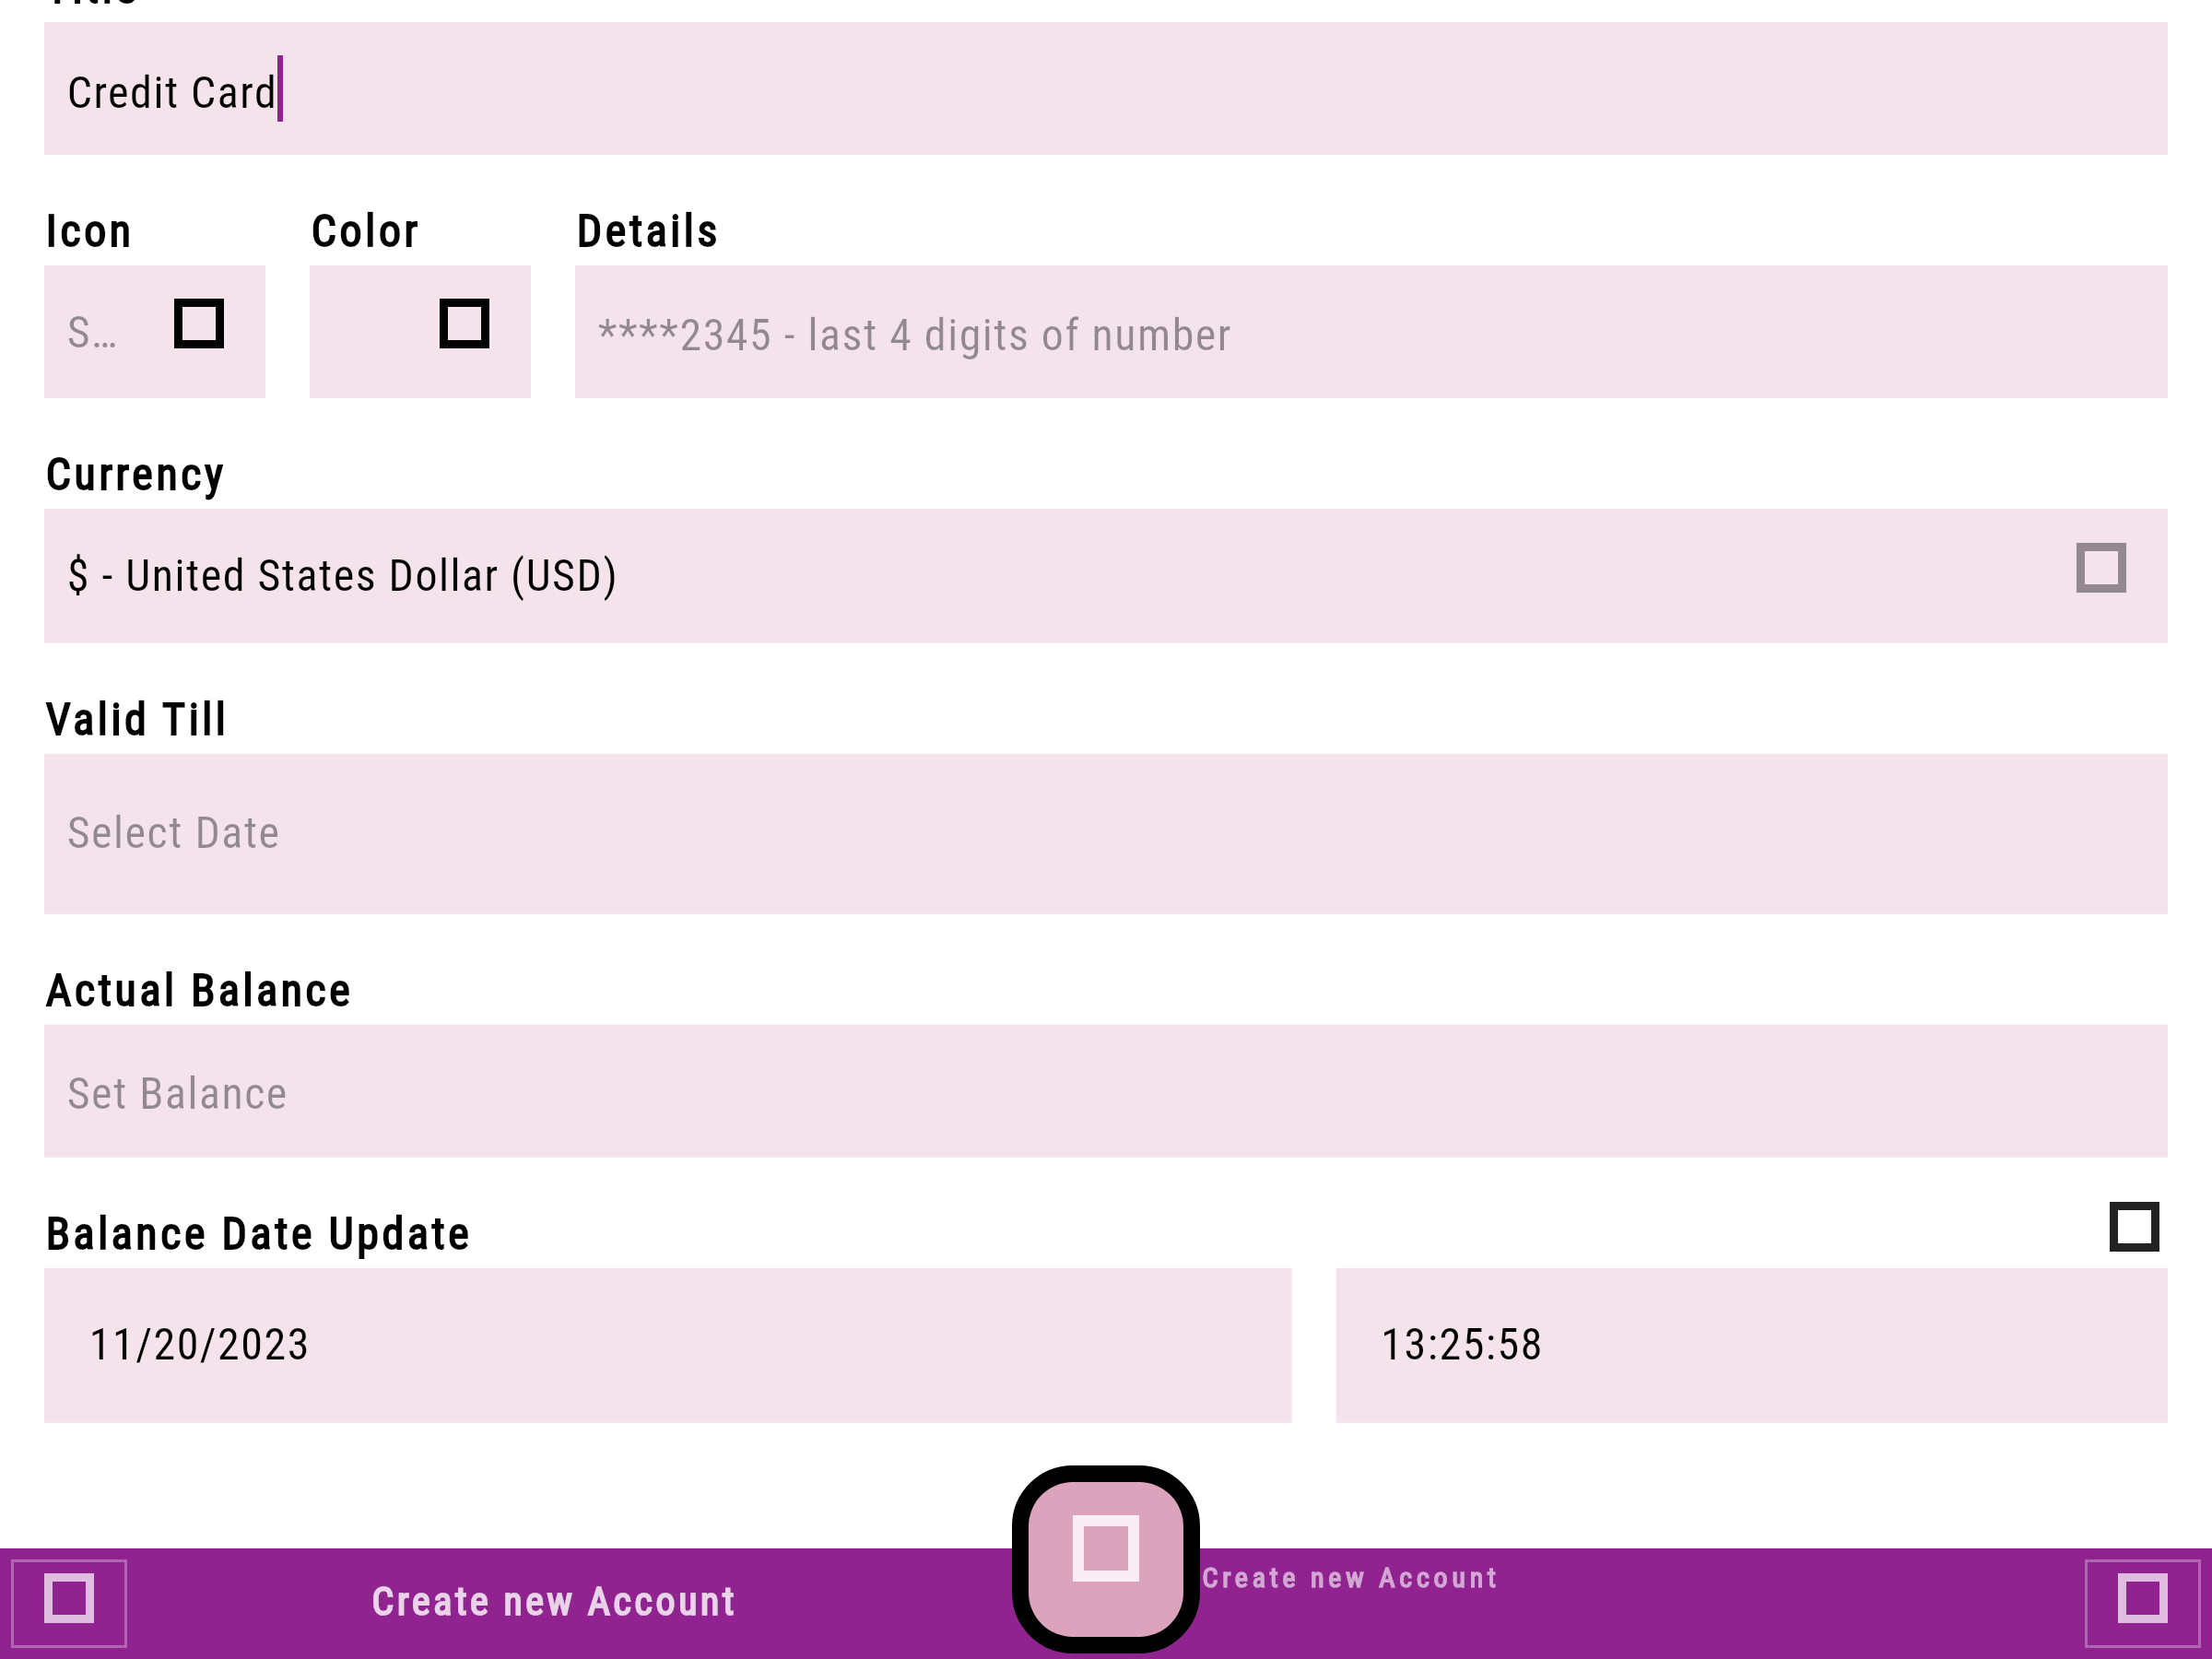 Credit Card
Icon
Color
Details
S…
****2345 - last 4 digits of number
Currency
$ - United States Dollar (USD)
Valid Till
Select Date
Actual Balance
Set Balance
Balance Date Update
11/20/2023
13:25:58
Create new Account
Create new Account